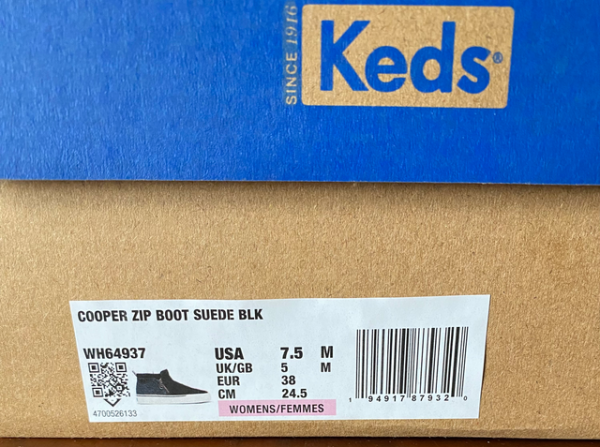 SINCE 1916
Keds®
COOPER ZIP BOOT SUEDE BLK
WH64937
USA 7.5 M
UK/GB 5 M
EUR 38
CM 24.5
WOMENS/FEMMES
4700526133
1 94917 87932 0